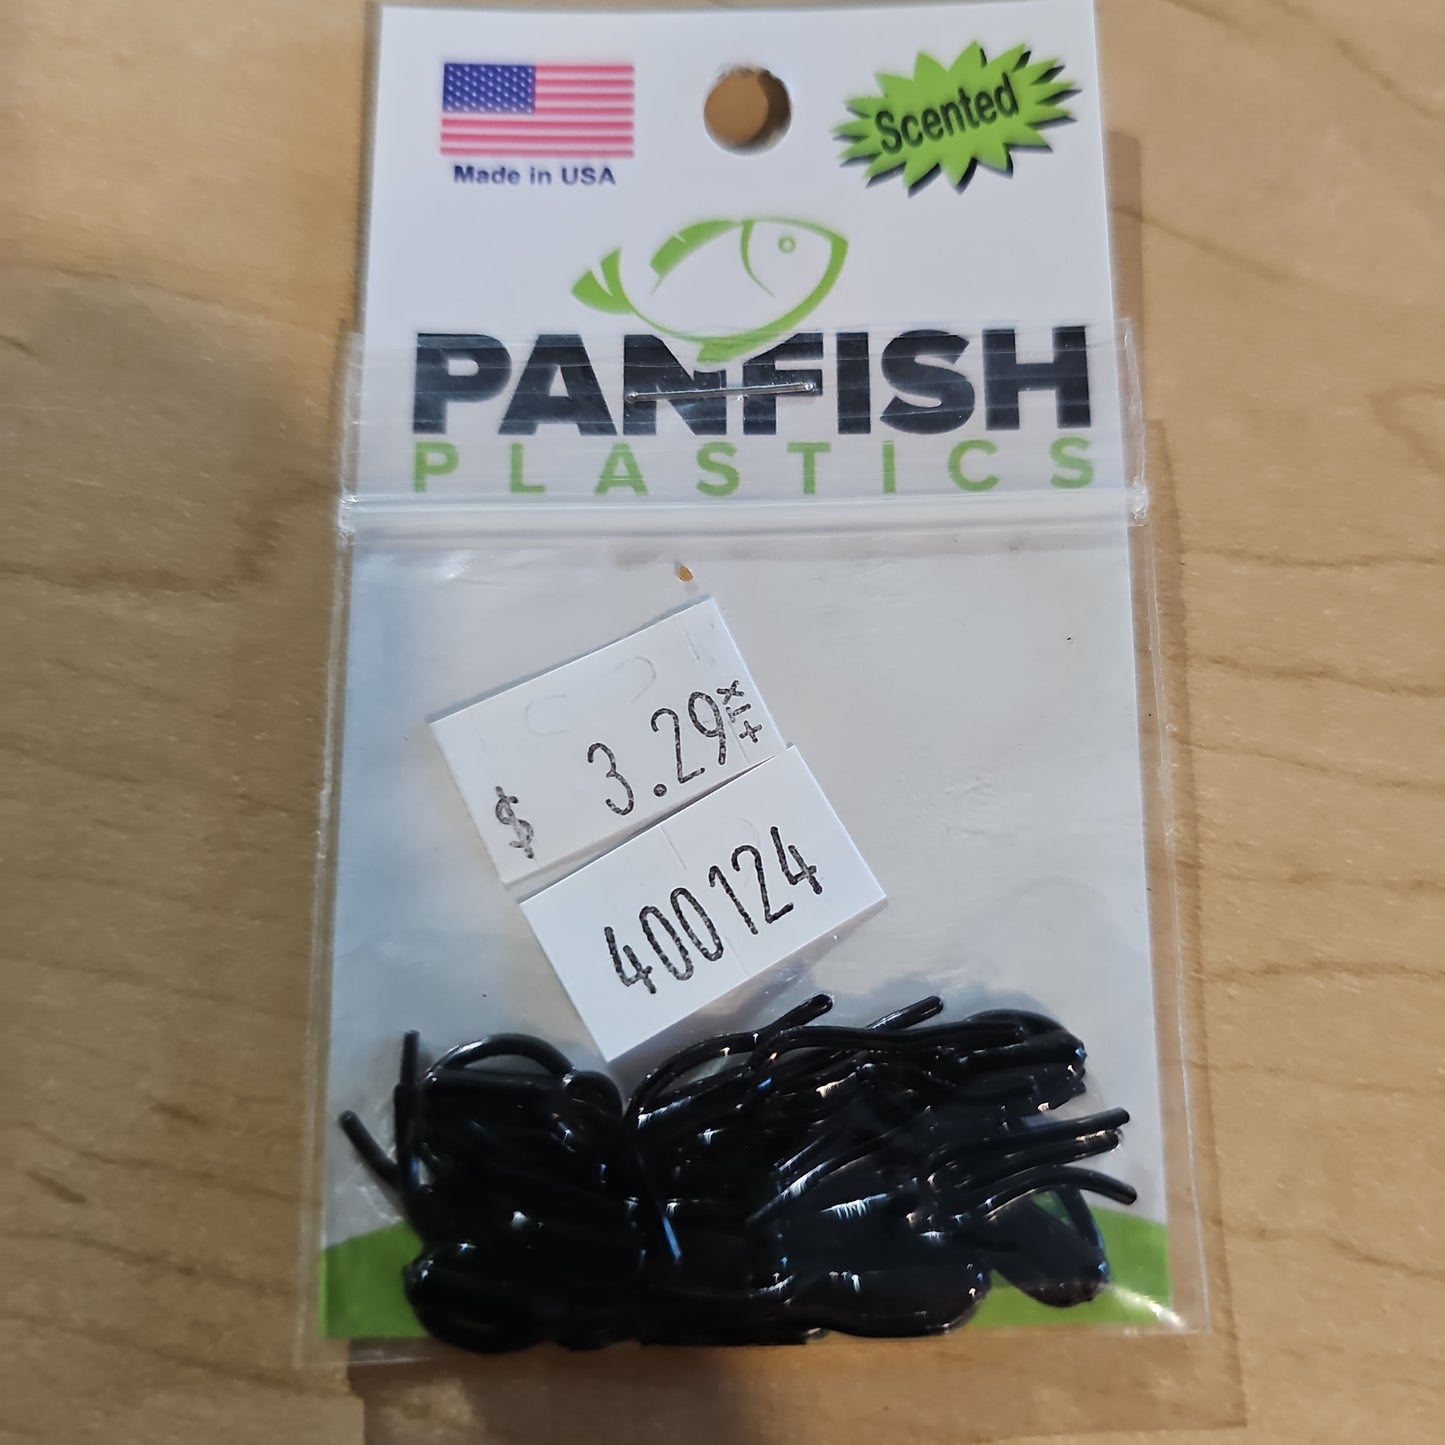 Made in USA
Scented
PANFISH
PLASTICS
$ 3.29
400124